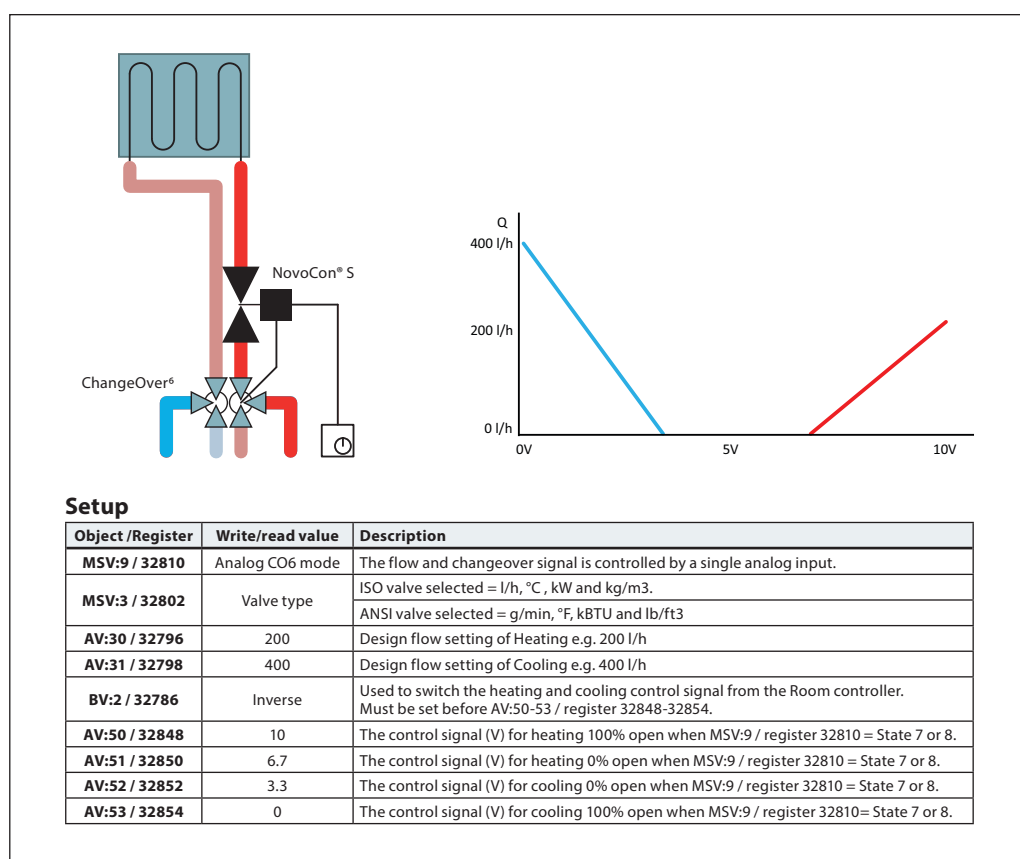 NovoCon® S
ChangeOver⁶
Q
400 l/h
200 l/h
0 l/h
0V
5V
10V
Setup
Object /Register Write/read value Description
MSV:9 / 32810 Analog CO6 mode The flow and changeover signal is controlled by a single analog input.
MSV:3 / 32802 Valve type ISO valve selected = l/h, °C , kW and kg/m3.
ANSI valve selected = g/min, °F, kBTU and lb/ft3
AV:30 / 32796 200 Design flow setting of Heating e.g. 200 l/h
AV:31 / 32798 400 Design flow setting of Cooling e.g. 400 l/h
BV:2 / 32786 Inverse Used to switch the heating and cooling control signal from the Room controller.
Must be set before AV:50-53 / register 32848-32854.
AV:50 / 32848 10 The control signal (V) for heating 100% open when MSV:9 / register 32810 = State 7 or 8.
AV:51 / 32850 6.7 The control signal (V) for heating 0% open when MSV:9 / register 32810 = State 7 or 8.
AV:52 / 32852 3.3 The control signal (V) for cooling 0% open when MSV:9 / register 32810 = State 7 or 8.
AV:53 / 32854 0 The control signal (V) for cooling 100% open when MSV:9 / register 32810= State 7 or 8.